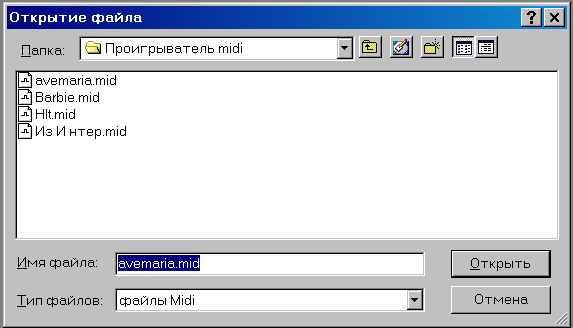 Открытие файла
Папка: Проигрыватель midi
avemaria.mid
Barbie.mid
Hlt.mid
Из И нтер.mid
Имя файла: avemaria.mid Открыть
Тип файлов: файлы Midi Отмена